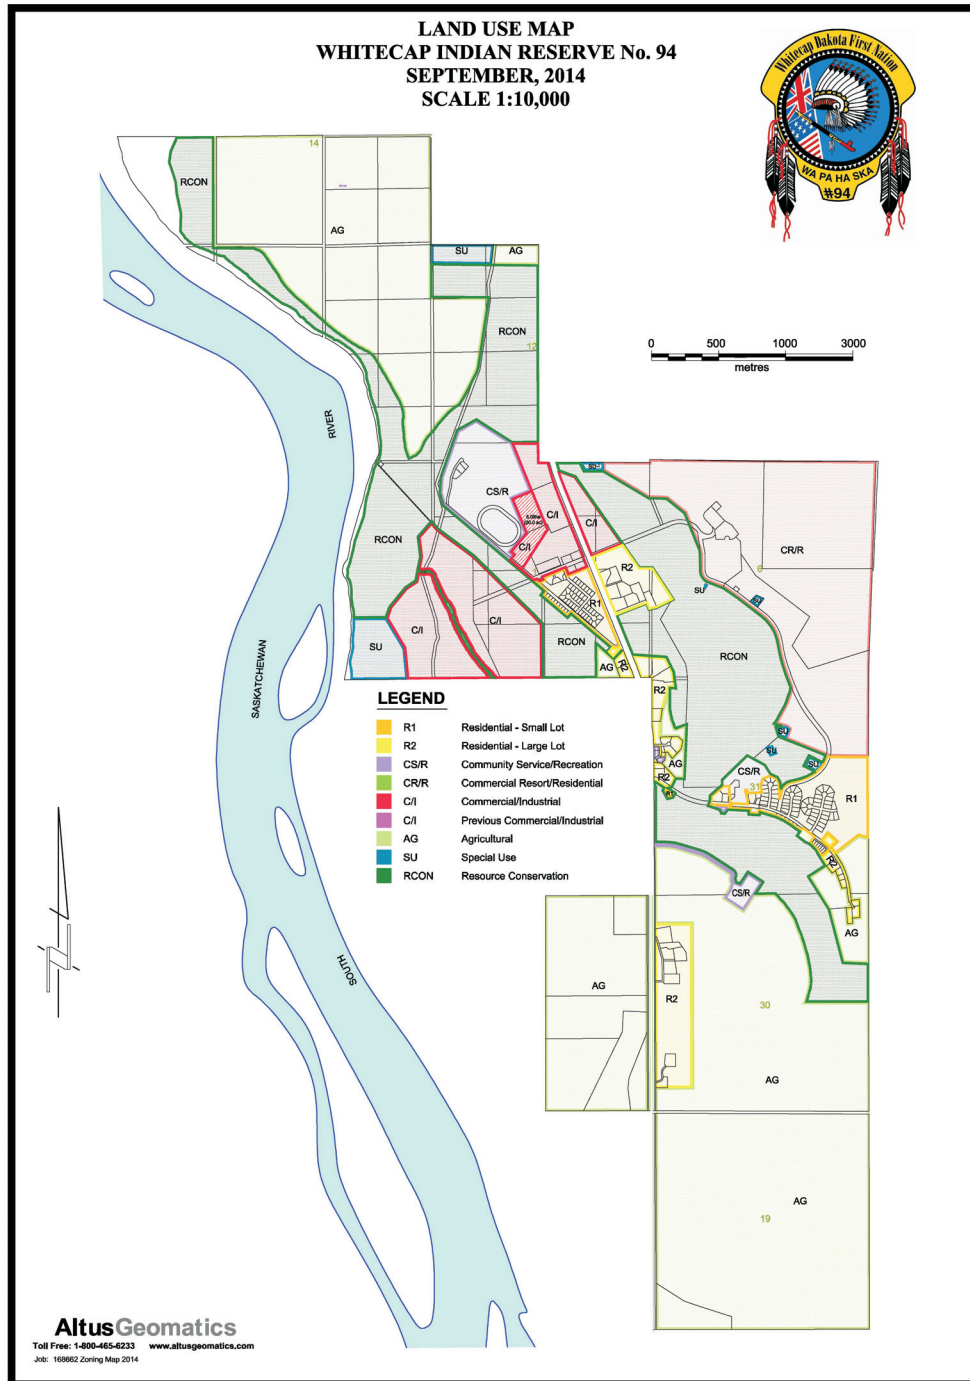 LAND USE MAP
WHITECAP INDIAN RESERVE No. 94
SEPTEMBER, 2014
SCALE 1:10,000
Whitecap Dakota First Nation
WA PA HA SKA
#94
14
RCON
AG
SU
AG
RCON
12
0 500 1000 3000
metres
RIVER
CS/R
C/I
C/I
C/I
CR/R
6
RCON
R2
R1
SU
RCON
C/I
C/I
SU
RCON
AG
R2
R2
SASKATCHEWAN
SU
SU
SU
AG
R2
CS/R
31
R1
R2
CS/R
AG
LEGEND
R1 Residential - Small Lot
R2 Residential - Large Lot
CS/R Community Service/Recreation
CR/R Commercial Resort/Residential
C/I Commercial/Industrial
C/I Previous Commercial/Industrial
AG Agricultural
SU Special Use
RCON Resource Conservation
SOUTH
AG
R2
30
AG
AG
19
N
AltusGeomatics
Toll Free: 1-800-465-6233 www.altusgeomatics.com
Job: 168662 Zoning Map 2014